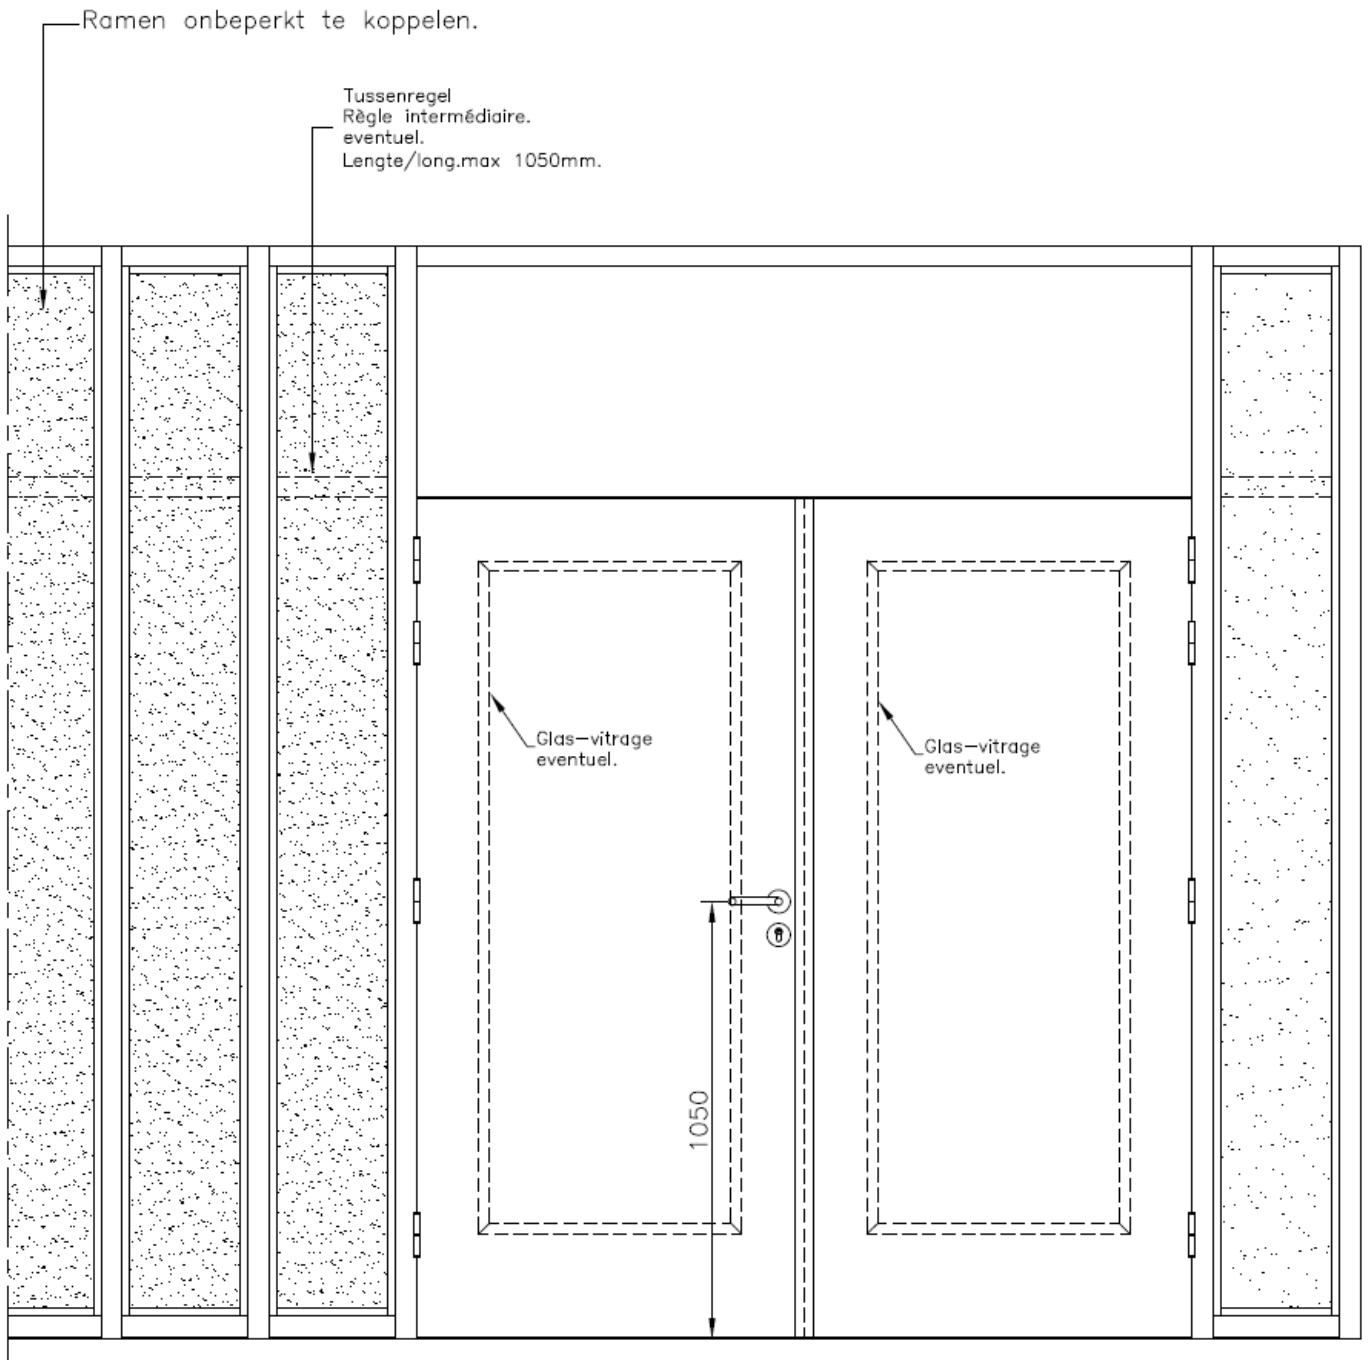 Ramen onbeperkt te koppelen.
Tussenregel
Règle intermédiaire.
eventuel.
Lengte/long.max 1050mm.
Glas-vitrage
eventuel.
Glas-vitrage
eventuel.
1050